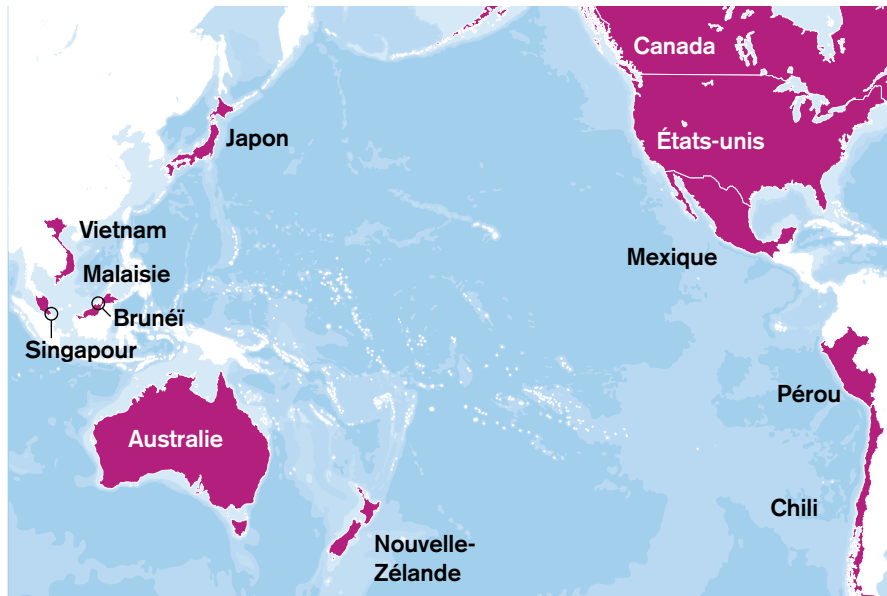 Canada
États-unis
Japon
Vietnam
Mexique
Malaisie
Brunéï
Singapour
Pérou
Australie
Chili
Nouvelle-
Zélande